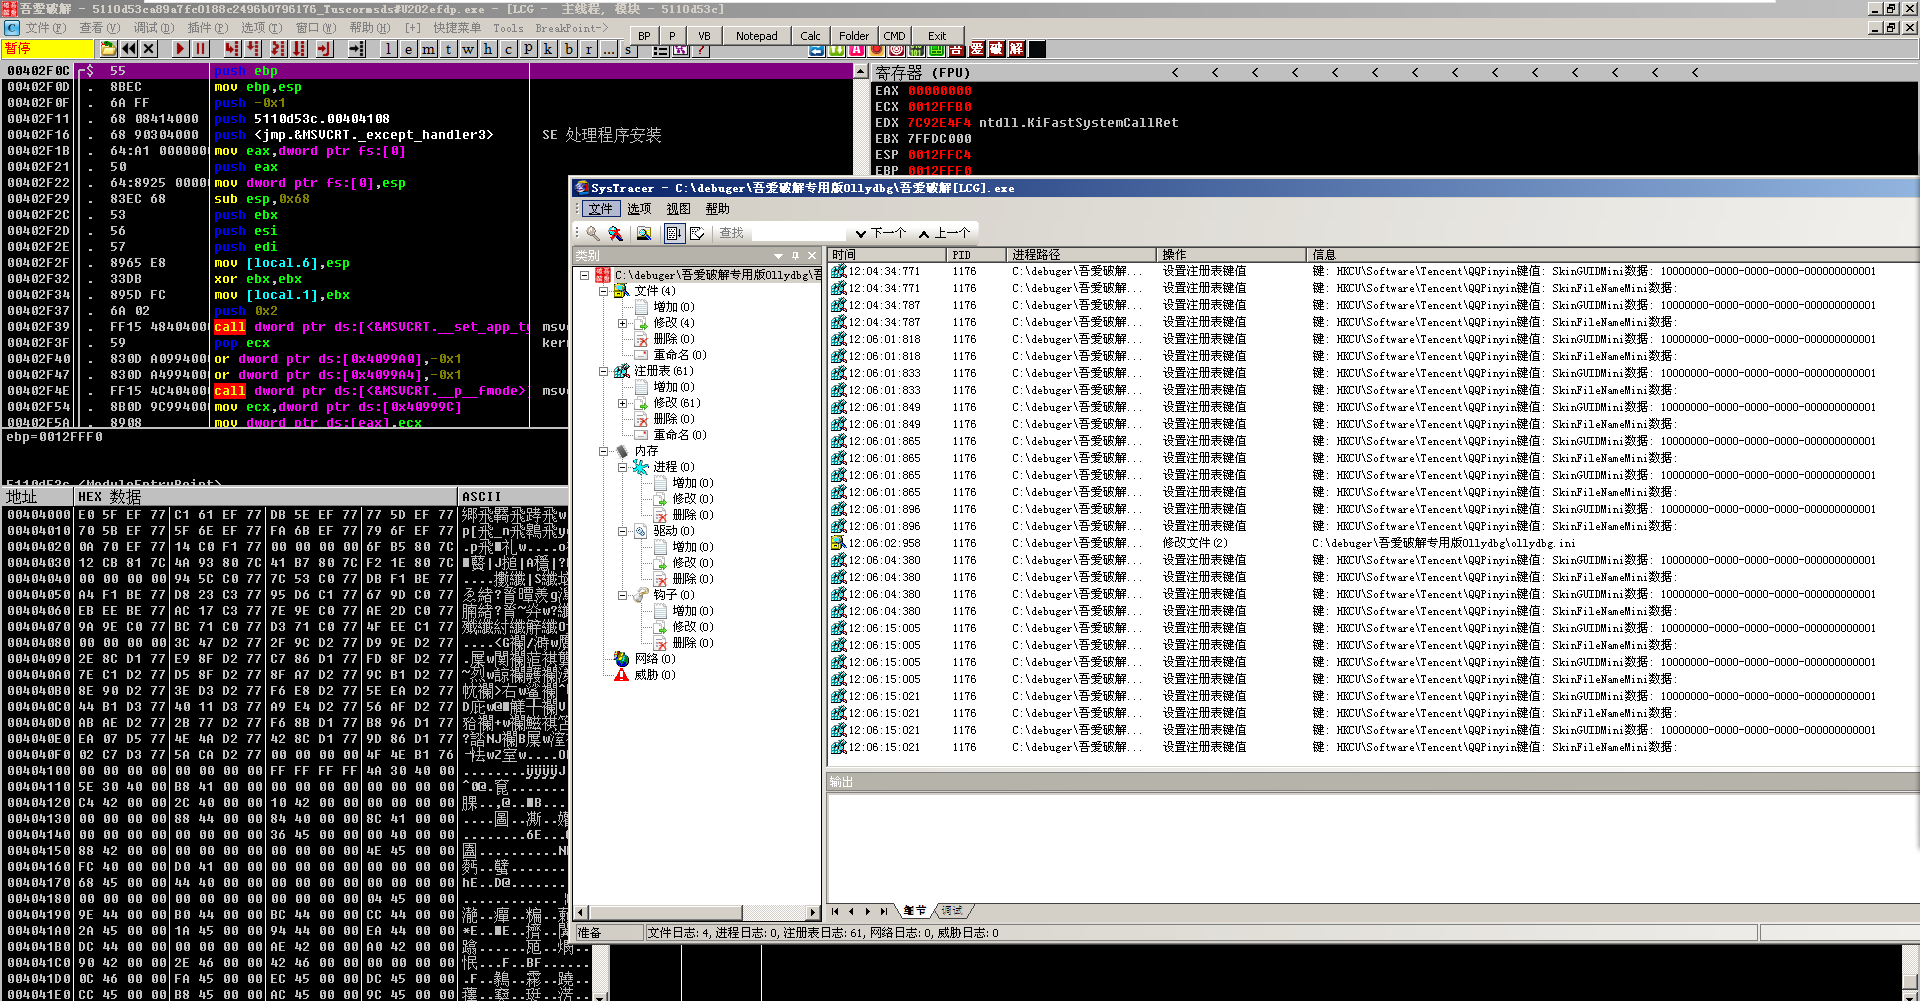 吾爱破解 - 5110d53ca89a7fc0188c2496b0796176_Tuscormsds#U202efdp.exe - [LCG - 主线程, 模块 - 5110d53c]
文件(F) 查看(V) 调试(D) 插件(P) 选项(T) 窗口(W) 帮助(H) [+] 快捷菜单 Tools BreakPoint->
BP P VB Notepad Calc Folder CMD Exit
暂停 l e m t w h c p k b r ... s
00402F0C $ 55 push ebp
00402F0D . 8BEC mov ebp,esp
00402F0F . 6A FF push -0x1
00402F11 . 68 08414000 push 5110d53c.00404108
00402F16 . 68 90304000 push <jmp.&MSVCRT._except_handler3> SE 处理程序安装
00402F1B . 64:A1 0000000 mov eax,dword ptr fs:[0]
00402F21 . 50 push eax
00402F22 . 64:8925 0000 mov dword ptr fs:[0],esp
00402F29 . 83EC 68 sub esp,0x68
00402F2C . 53 push ebx
00402F2D . 56 push esi
00402F2E . 57 push edi
00402F2F . 8965 E8 mov [local.6],esp
00402F32 . 33DB xor ebx,ebx
00402F34 . 895D FC mov [local.1],ebx
00402F37 . 6A 02 push 0x2
00402F39 . FF15 48404000 call dword ptr ds:[<&MSVCRT.__set_app_ty msvc
00402F3F . 59 pop ecx ker
00402F40 . 830D A0994000 or dword ptr ds:[0x4099A0],-0x1
00402F47 . 830D A4994000 or dword ptr ds:[0x4099A4],-0x1
00402F4E . FF15 4C404000 call dword ptr ds:[<&MSVCRT.__p__fmode> msvc
00402F54 . 8B0D 9C994000 mov ecx,dword ptr ds:[0x40999C]
00402F5A . 8908 mov dword ptr ds:[eax],ecx
ebp=0012FFF0
5110d53c.<ModuleEntryPoint>
寄存器 (FPU) < < < < < < < < < < < < < <
EAX 00000000
ECX 0012FFB0
EDX 7C92E4F4 ntdll.KiFastSystemCallRet
EBX 7FFDC000
ESP 0012FFC4
EBP 0012FFF0
地址 HEX 数据 ASCII
00404000 E0 5F EF 77 C1 61 EF 77 DB 5E EF 77 77 5D EF 77
00404010 70 5B EF 77 5F 6E EF 77 FA 6B EF 77 79 6F EF 77
00404020 0A 70 EF 77 14 C0 F1 77 00 00 00 00 6F B5 80 7C
00404030 12 CB 81 7C 4A 93 80 7C 41 B7 80 7C F2 1E 80 7C
00404040 00 00 00 00 94 5C C0 77 7C 53 C0 77 DB F1 BE 77
00404050 A4 F1 BE 77 D8 23 C3 77 95 D6 C1 77 67 9D C0 77
00404060 EB EE BE 77 AC 17 C3 77 7E 9E C0 77 AE 2D C0 77
00404070 9A 9E C0 77 BC 71 C0 77 D3 71 C0 77 4F EE C1 77
00404080 00 00 00 00 3C 47 D2 77 2F 9C D2 77 D9 9E D2 77
00404090 2E 8C D1 77 E9 8F D2 77 C7 86 D1 77 FD 8F D2 77
004040A0 7E C1 D2 77 D5 8F D2 77 8F A7 D2 77 9C B1 D2 77
004040B0 8E 90 D2 77 3E D3 D2 77 F6 E8 D2 77 5E EA D2 77
004040C0 44 B1 D3 77 40 11 D3 77 A9 E4 D2 77 56 AF D2 77
004040D0 AB AE D2 77 2B 77 D2 77 F6 8B D1 77 B8 96 D1 77
004040E0 EA 07 D5 77 4E 4A D2 77 42 8C D1 77 9D 86 D1 77
004040F0 02 C7 D3 77 5A CA D2 77 00 00 00 00 4F 4E B1 76
00404100 00 00 00 00 00 00 00 00 FF FF FF FF 4A 30 40 00
00404110 5E 30 40 00 B8 41 00 00 00 00 00 00 00 00 00 00
00404120 C4 42 00 00 2C 40 00 00 10 42 00 00 00 00 00 00
00404130 00 00 00 00 88 44 00 00 84 40 00 00 8C 41 00 00
00404140 00 00 00 00 00 00 00 00 36 45 00 00 00 40 00 00
00404150 88 42 00 00 00 00 00 00 00 00 00 00 4E 45 00 00
00404160 FC 40 00 00 D0 41 00 00 00 00 00 00 00 00 00 00
00404170 68 45 00 00 44 40 00 00 00 00 00 00 00 00 00 00
00404180 00 00 00 00 00 00 00 00 00 00 00 00 04 45 00 00
00404190 9E 44 00 00 B0 44 00 00 BC 44 00 00 CC 44 00 00
004041A0 2A 45 00 00 1A 45 00 00 94 44 00 00 EA 44 00 00
004041B0 DC 44 00 00 00 00 00 00 AE 42 00 00 A0 42 00 00
004041C0 90 42 00 00 2E 46 00 00 42 46 00 00 00 00 00 00
004041D0 0C 46 00 00 FA 45 00 00 EC 45 00 00 DC 45 00 00
004041E0 CC 45 00 00 B8 45 00 00 AC 45 00 00 9C 45 00 00
SysTracer - C:\debuger\吾爱破解专用版Ollydbg\吾爱破解[LCG].exe
文件 选项 视图 帮助
查找 下一个 上一个
类别
C:\debuger\吾爱破解专用版Ollydbg\吾
文件(4)
增加(0)
修改(4)
删除(0)
重命名(0)
注册表(61)
增加(0)
修改(61)
删除(0)
重命名(0)
内存
进程(0)
增加(0)
修改(0)
删除(0)
驱动(0)
增加(0)
修改(0)
删除(0)
钩子(0)
增加(0)
修改(0)
删除(0)
网络(0)
威胁(0)
时间 PID 进程路径 操作 信息
12:04:34:771 1176 C:\debuger\吾爱破解... 设置注册表键值 键: HKCU\Software\Tencent\QQPinyin键值: SkinGUIDMini数据: 10000000-0000-0000-0000-000000000001
12:04:34:771 1176 C:\debuger\吾爱破解... 设置注册表键值 键: HKCU\Software\Tencent\QQPinyin键值: SkinFileNameMini数据:
12:04:34:787 1176 C:\debuger\吾爱破解... 设置注册表键值 键: HKCU\Software\Tencent\QQPinyin键值: SkinGUIDMini数据: 10000000-0000-0000-0000-000000000001
12:04:34:787 1176 C:\debuger\吾爱破解... 设置注册表键值 键: HKCU\Software\Tencent\QQPinyin键值: SkinFileNameMini数据:
12:06:01:818 1176 C:\debuger\吾爱破解... 设置注册表键值 键: HKCU\Software\Tencent\QQPinyin键值: SkinGUIDMini数据: 10000000-0000-0000-0000-000000000001
12:06:01:818 1176 C:\debuger\吾爱破解... 设置注册表键值 键: HKCU\Software\Tencent\QQPinyin键值: SkinFileNameMini数据:
12:06:01:833 1176 C:\debuger\吾爱破解... 设置注册表键值 键: HKCU\Software\Tencent\QQPinyin键值: SkinGUIDMini数据: 10000000-0000-0000-0000-000000000001
12:06:01:833 1176 C:\debuger\吾爱破解... 设置注册表键值 键: HKCU\Software\Tencent\QQPinyin键值: SkinFileNameMini数据:
12:06:01:849 1176 C:\debuger\吾爱破解... 设置注册表键值 键: HKCU\Software\Tencent\QQPinyin键值: SkinGUIDMini数据: 10000000-0000-0000-0000-000000000001
12:06:01:849 1176 C:\debuger\吾爱破解... 设置注册表键值 键: HKCU\Software\Tencent\QQPinyin键值: SkinFileNameMini数据:
12:06:01:865 1176 C:\debuger\吾爱破解... 设置注册表键值 键: HKCU\Software\Tencent\QQPinyin键值: SkinGUIDMini数据: 10000000-0000-0000-0000-000000000001
12:06:01:865 1176 C:\debuger\吾爱破解... 设置注册表键值 键: HKCU\Software\Tencent\QQPinyin键值: SkinFileNameMini数据:
12:06:01:865 1176 C:\debuger\吾爱破解... 设置注册表键值 键: HKCU\Software\Tencent\QQPinyin键值: SkinGUIDMini数据: 10000000-0000-0000-0000-000000000001
12:06:01:865 1176 C:\debuger\吾爱破解... 设置注册表键值 键: HKCU\Software\Tencent\QQPinyin键值: SkinFileNameMini数据:
12:06:01:896 1176 C:\debuger\吾爱破解... 设置注册表键值 键: HKCU\Software\Tencent\QQPinyin键值: SkinGUIDMini数据: 10000000-0000-0000-0000-000000000001
12:06:01:896 1176 C:\debuger\吾爱破解... 设置注册表键值 键: HKCU\Software\Tencent\QQPinyin键值: SkinFileNameMini数据:
12:06:02:958 1176 C:\debuger\吾爱破解... 修改文件(2) C:\debuger\吾爱破解专用版Ollydbg\ollydbg.ini
12:06:04:380 1176 C:\debuger\吾爱破解... 设置注册表键值 键: HKCU\Software\Tencent\QQPinyin键值: SkinGUIDMini数据: 10000000-0000-0000-0000-000000000001
12:06:04:380 1176 C:\debuger\吾爱破解... 设置注册表键值 键: HKCU\Software\Tencent\QQPinyin键值: SkinFileNameMini数据:
12:06:04:380 1176 C:\debuger\吾爱破解... 设置注册表键值 键: HKCU\Software\Tencent\QQPinyin键值: SkinGUIDMini数据: 10000000-0000-0000-0000-000000000001
12:06:04:380 1176 C:\debuger\吾爱破解... 设置注册表键值 键: HKCU\Software\Tencent\QQPinyin键值: SkinFileNameMini数据:
12:06:15:005 1176 C:\debuger\吾爱破解... 设置注册表键值 键: HKCU\Software\Tencent\QQPinyin键值: SkinGUIDMini数据: 10000000-0000-0000-0000-000000000001
12:06:15:005 1176 C:\debuger\吾爱破解... 设置注册表键值 键: HKCU\Software\Tencent\QQPinyin键值: SkinFileNameMini数据:
12:06:15:005 1176 C:\debuger\吾爱破解... 设置注册表键值 键: HKCU\Software\Tencent\QQPinyin键值: SkinGUIDMini数据: 10000000-0000-0000-0000-000000000001
12:06:15:005 1176 C:\debuger\吾爱破解... 设置注册表键值 键: HKCU\Software\Tencent\QQPinyin键值: SkinFileNameMini数据:
12:06:15:021 1176 C:\debuger\吾爱破解... 设置注册表键值 键: HKCU\Software\Tencent\QQPinyin键值: SkinGUIDMini数据: 10000000-0000-0000-0000-000000000001
12:06:15:021 1176 C:\debuger\吾爱破解... 设置注册表键值 键: HKCU\Software\Tencent\QQPinyin键值: SkinFileNameMini数据:
12:06:15:021 1176 C:\debuger\吾爱破解... 设置注册表键值 键: HKCU\Software\Tencent\QQPinyin键值: SkinGUIDMini数据: 10000000-0000-0000-0000-000000000001
12:06:15:021 1176 C:\debuger\吾爱破解... 设置注册表键值 键: HKCU\Software\Tencent\QQPinyin键值: SkinFileNameMini数据:
输出
细节 调试
准备 文件日志: 4, 进程日志: 0, 注册表日志: 61, 网络日志: 0, 威胁日志: 0